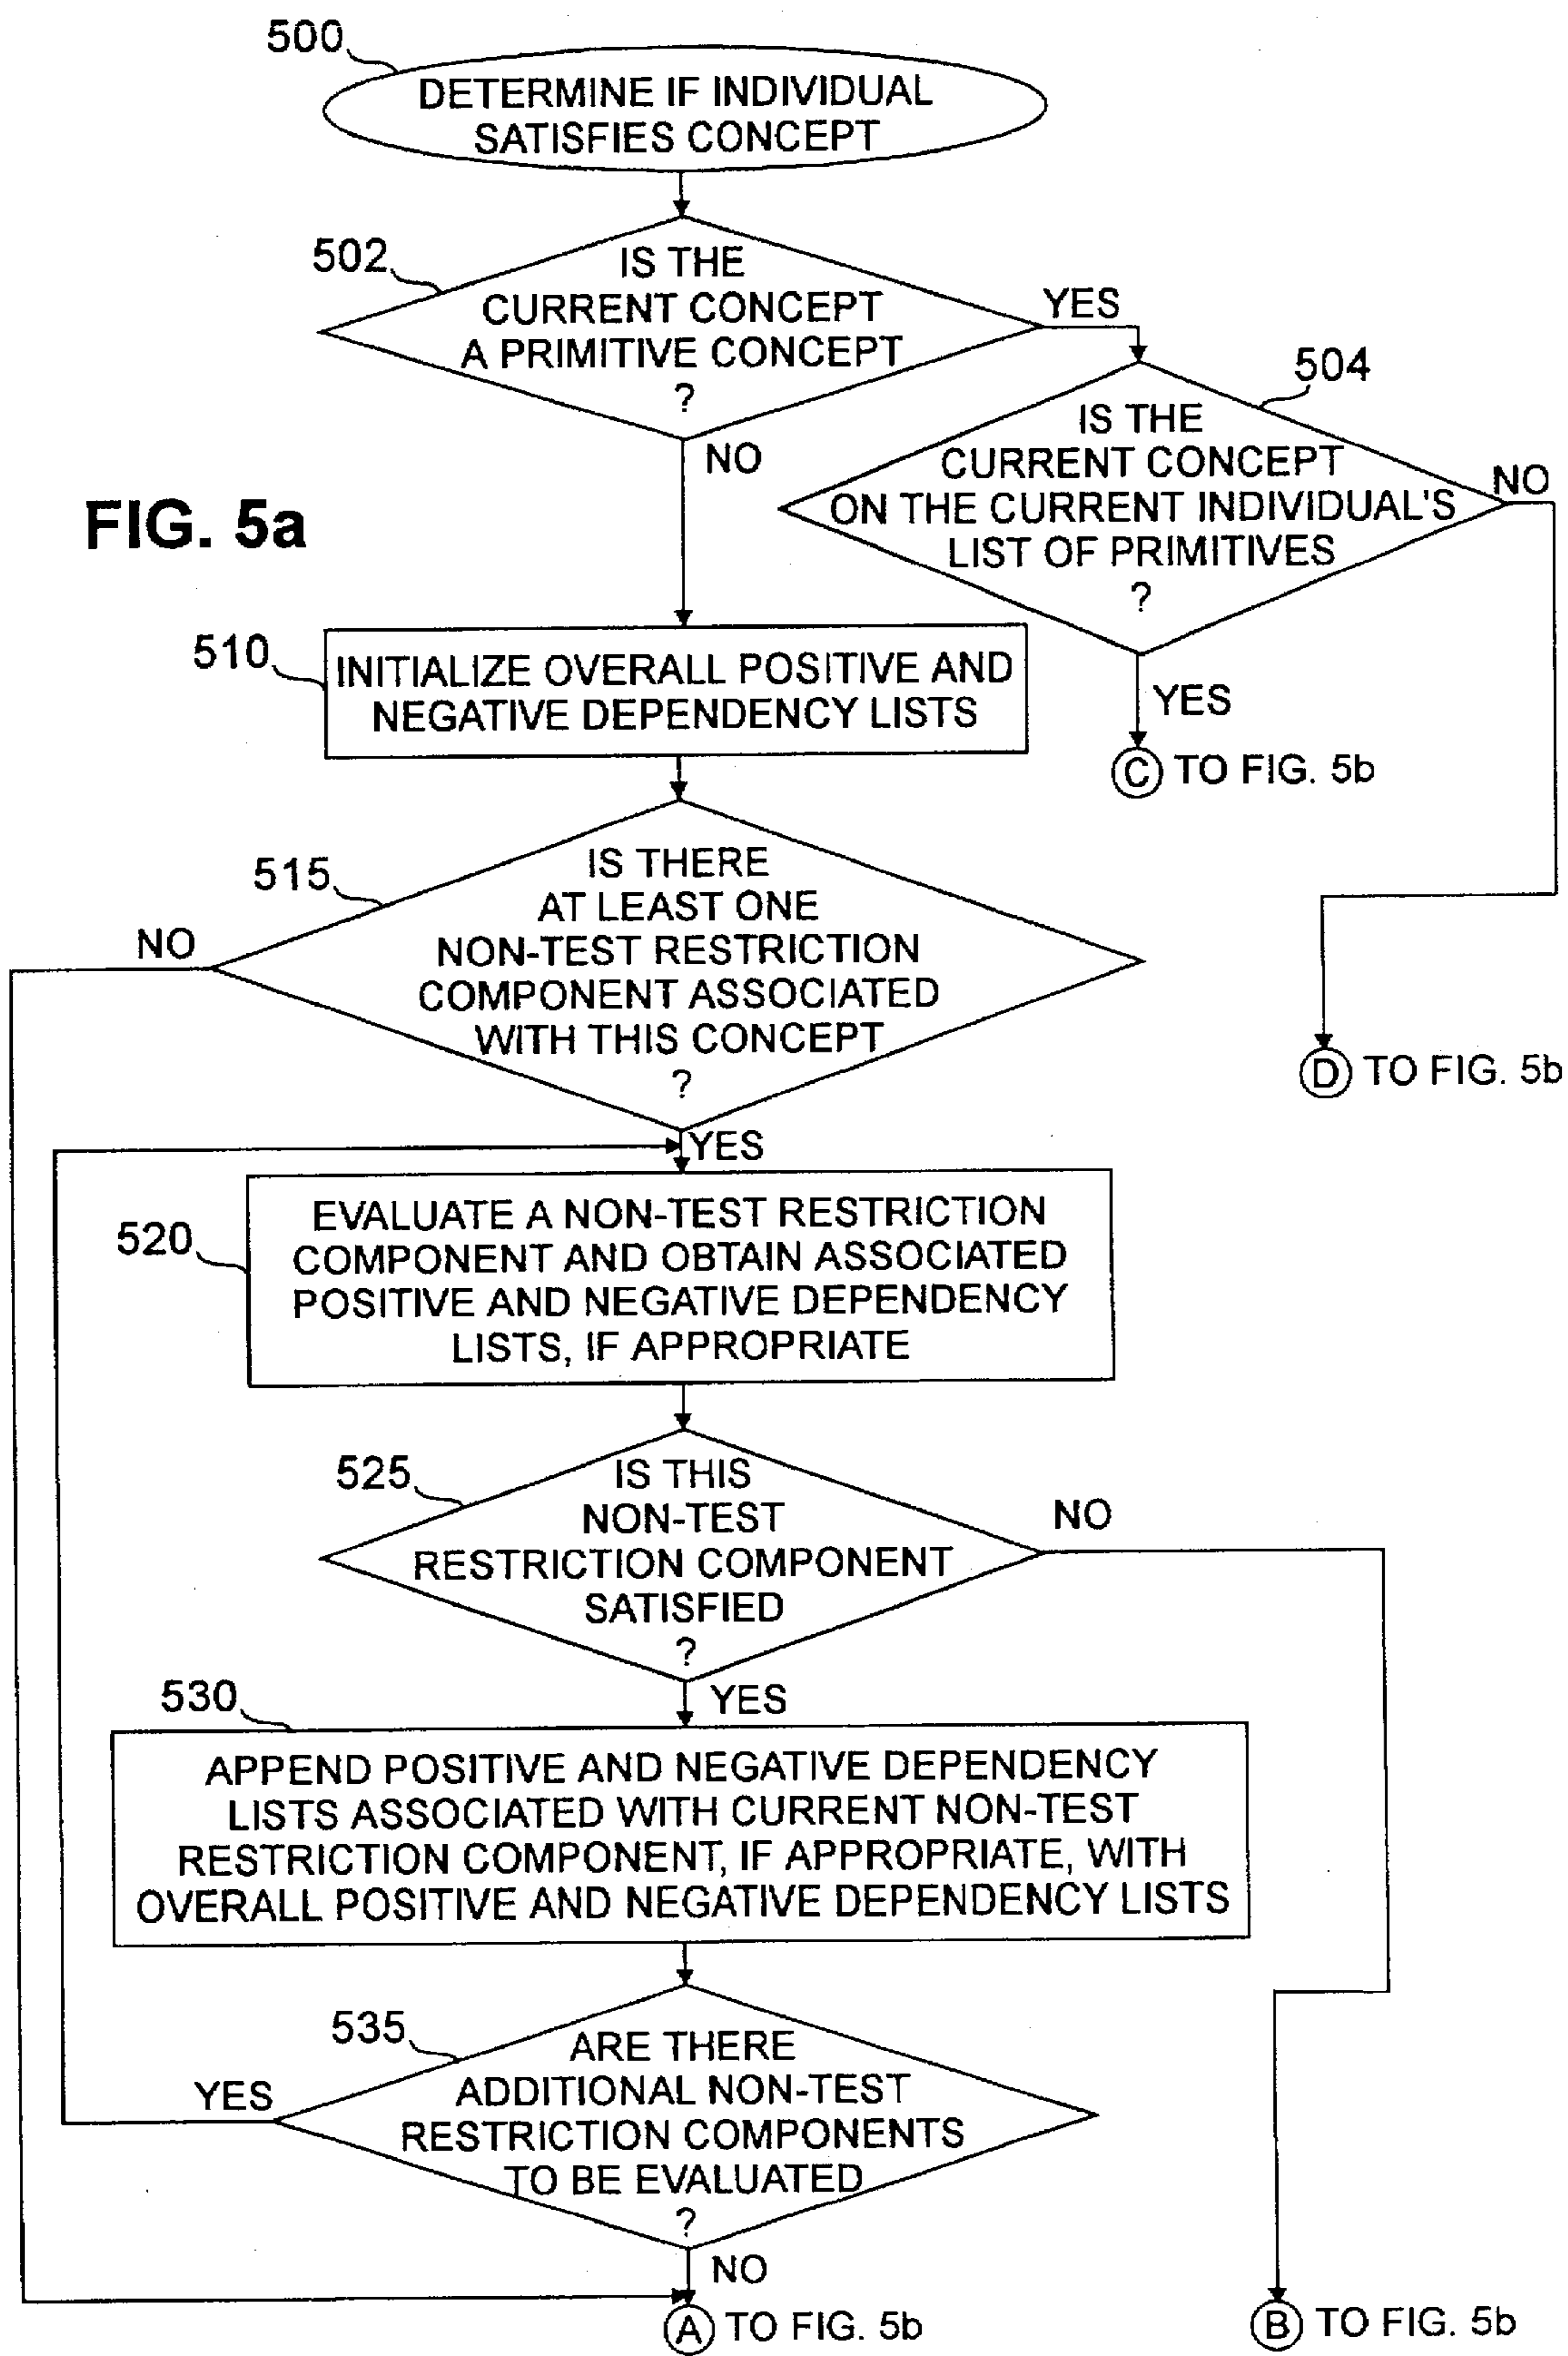 500
DETERMINE IF INDIVIDUAL
SATISFIES CONCEPT
502
IS THE
CURRENT CONCEPT
A PRIMITIVE CONCEPT
?
YES
NO
504
IS THE
CURRENT CONCEPT
ON THE CURRENT INDIVIDUAL'S
LIST OF PRIMITIVES
?
NO
YES
C TO FIG. 5b
D TO FIG. 5b
FIG. 5a
510
INITIALIZE OVERALL POSITIVE AND
NEGATIVE DEPENDENCY LISTS
515
IS THERE
AT LEAST ONE
NON-TEST RESTRICTION
COMPONENT ASSOCIATED
WITH THIS CONCEPT
?
NO
YES
520
EVALUATE A NON-TEST RESTRICTION
COMPONENT AND OBTAIN ASSOCIATED
POSITIVE AND NEGATIVE DEPENDENCY
LISTS, IF APPROPRIATE
525
IS THIS
NON-TEST
RESTRICTION COMPONENT
SATISFIED
?
NO
YES
530
APPEND POSITIVE AND NEGATIVE DEPENDENCY
LISTS ASSOCIATED WITH CURRENT NON-TEST
RESTRICTION COMPONENT, IF APPROPRIATE, WITH
OVERALL POSITIVE AND NEGATIVE DEPENDENCY LISTS
535
ARE THERE
ADDITIONAL NON-TEST
RESTRICTION COMPONENTS
TO BE EVALUATED
?
YES
NO
A TO FIG. 5b
B TO FIG. 5b